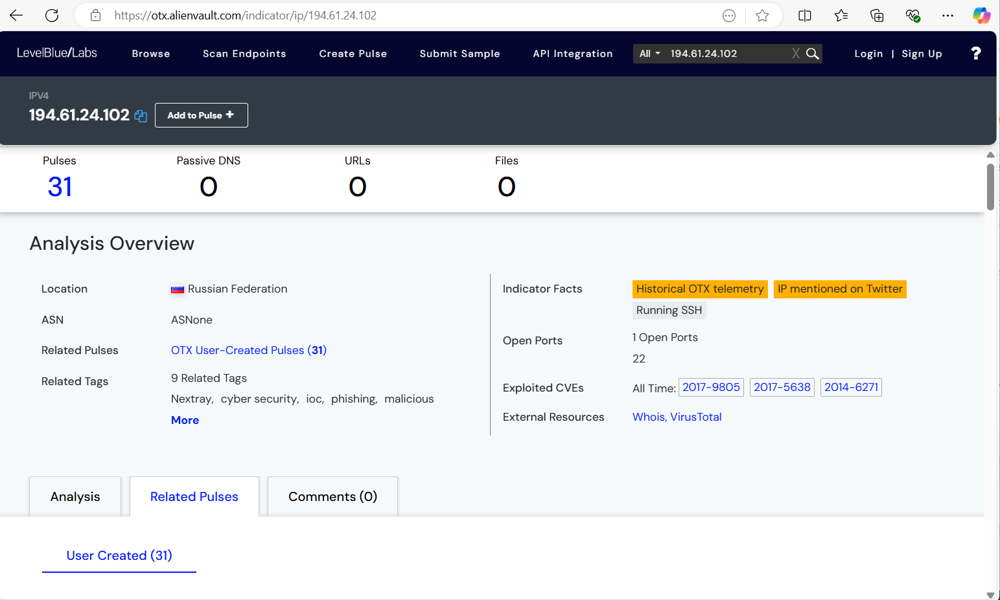 https://otx.alienvault.com/indicator/ip/194.61.24.102
LevelBlue/Labs Browse Scan Endpoints Create Pulse Submit Sample API Integration All 194.61.24.102 X Login | Sign Up ?
IPV4
194.61.24.102 Add to Pulse +
Pulses Passive DNS URLs Files
31 0 0 0
Analysis Overview
Location Russian Federation
ASN ASNone
Related Pulses OTX User-Created Pulses (31)
Related Tags 9 Related Tags
Nextray, cyber security, ioc, phishing, malicious
More
Indicator Facts Historical OTX telemetry IP mentioned on Twitter
Running SSH
Open Ports 1 Open Ports
22
Exploited CVEs All Time: 2017-9805 2017-5638 2014-6271
External Resources Whois, VirusTotal
Analysis Related Pulses Comments (0)
User Created (31)